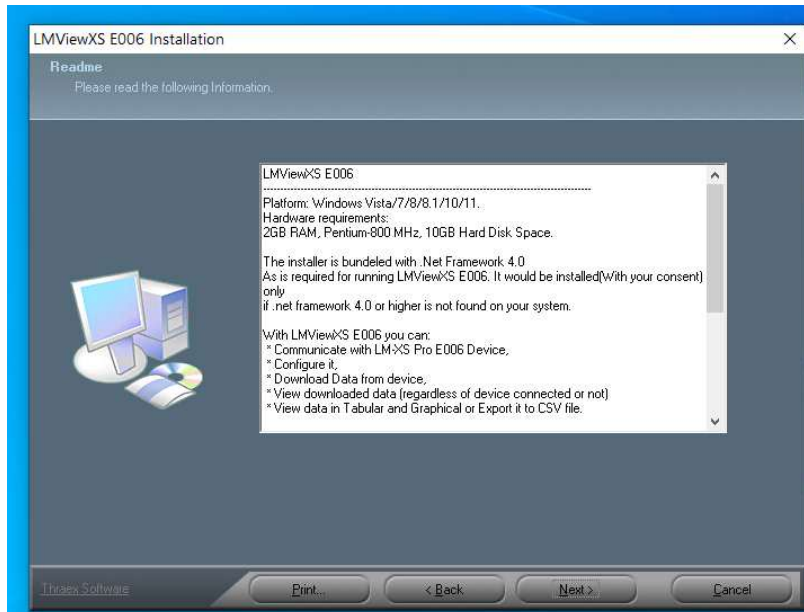 LMViewXS E006 Installation
Readme
Please read the following Information.
LMViewXS E006
--------------------------------------------------------------------------------
Platform: Windows Vista/7/8/8.1/10/11.
Hardware requirements:
2GB RAM, Pentium-800 MHz, 10GB Hard Disk Space.
The installer is bundeled with .Net Framework 4.0
As is required for running LMViewXS E006. It would be installed(With your consent)
only
if .net framework 4.0 or higher is not found on your system.
With LMViewXS E006 you can:
* Communicate with LM-XS Pro E006 Device,
* Configure it,
* Download Data from device,
* View downloaded data (regardless of device connected or not)
* View data in Tabular and Graphical or Export it to CSV file.
Thraex Software
Print...
< Back
Next >
Cancel